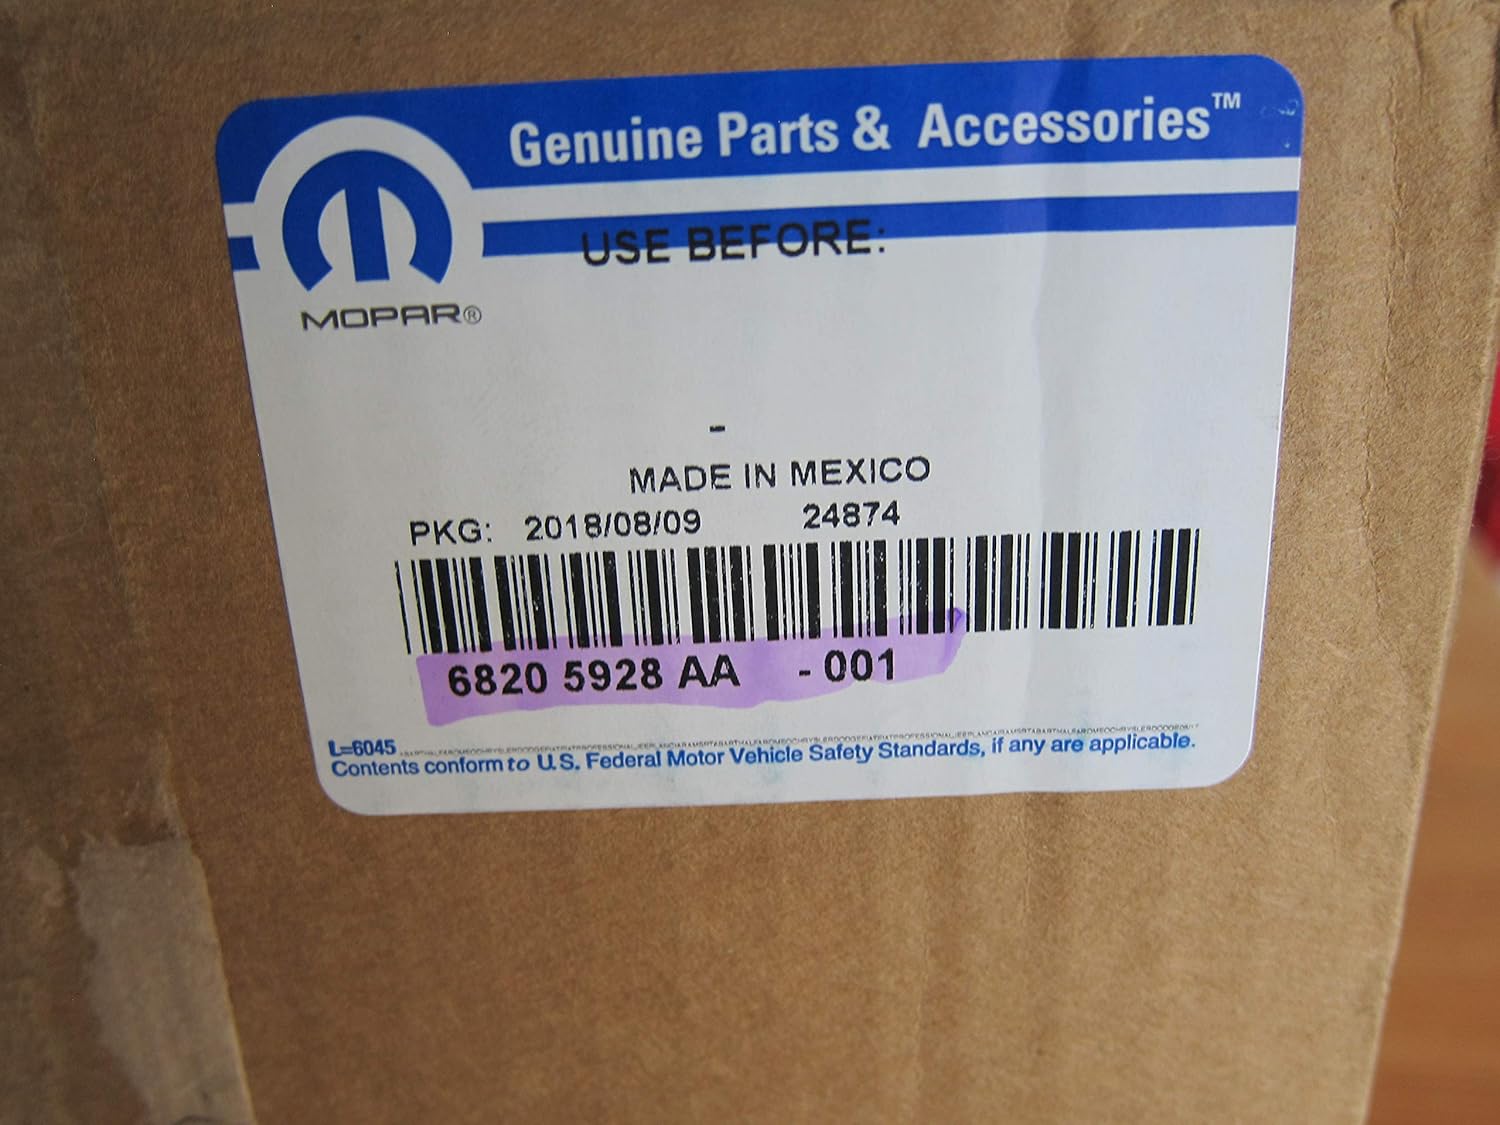 Genuine Parts & Accessories™
USE BEFORE:
MOPAR®
-
MADE IN MEXICO
PKG: 2018/08/09 24874
6820 5928 AA - 001
L=6045
Contents conform to U.S. Federal Motor Vehicle Safety Standards, if any are applicable.